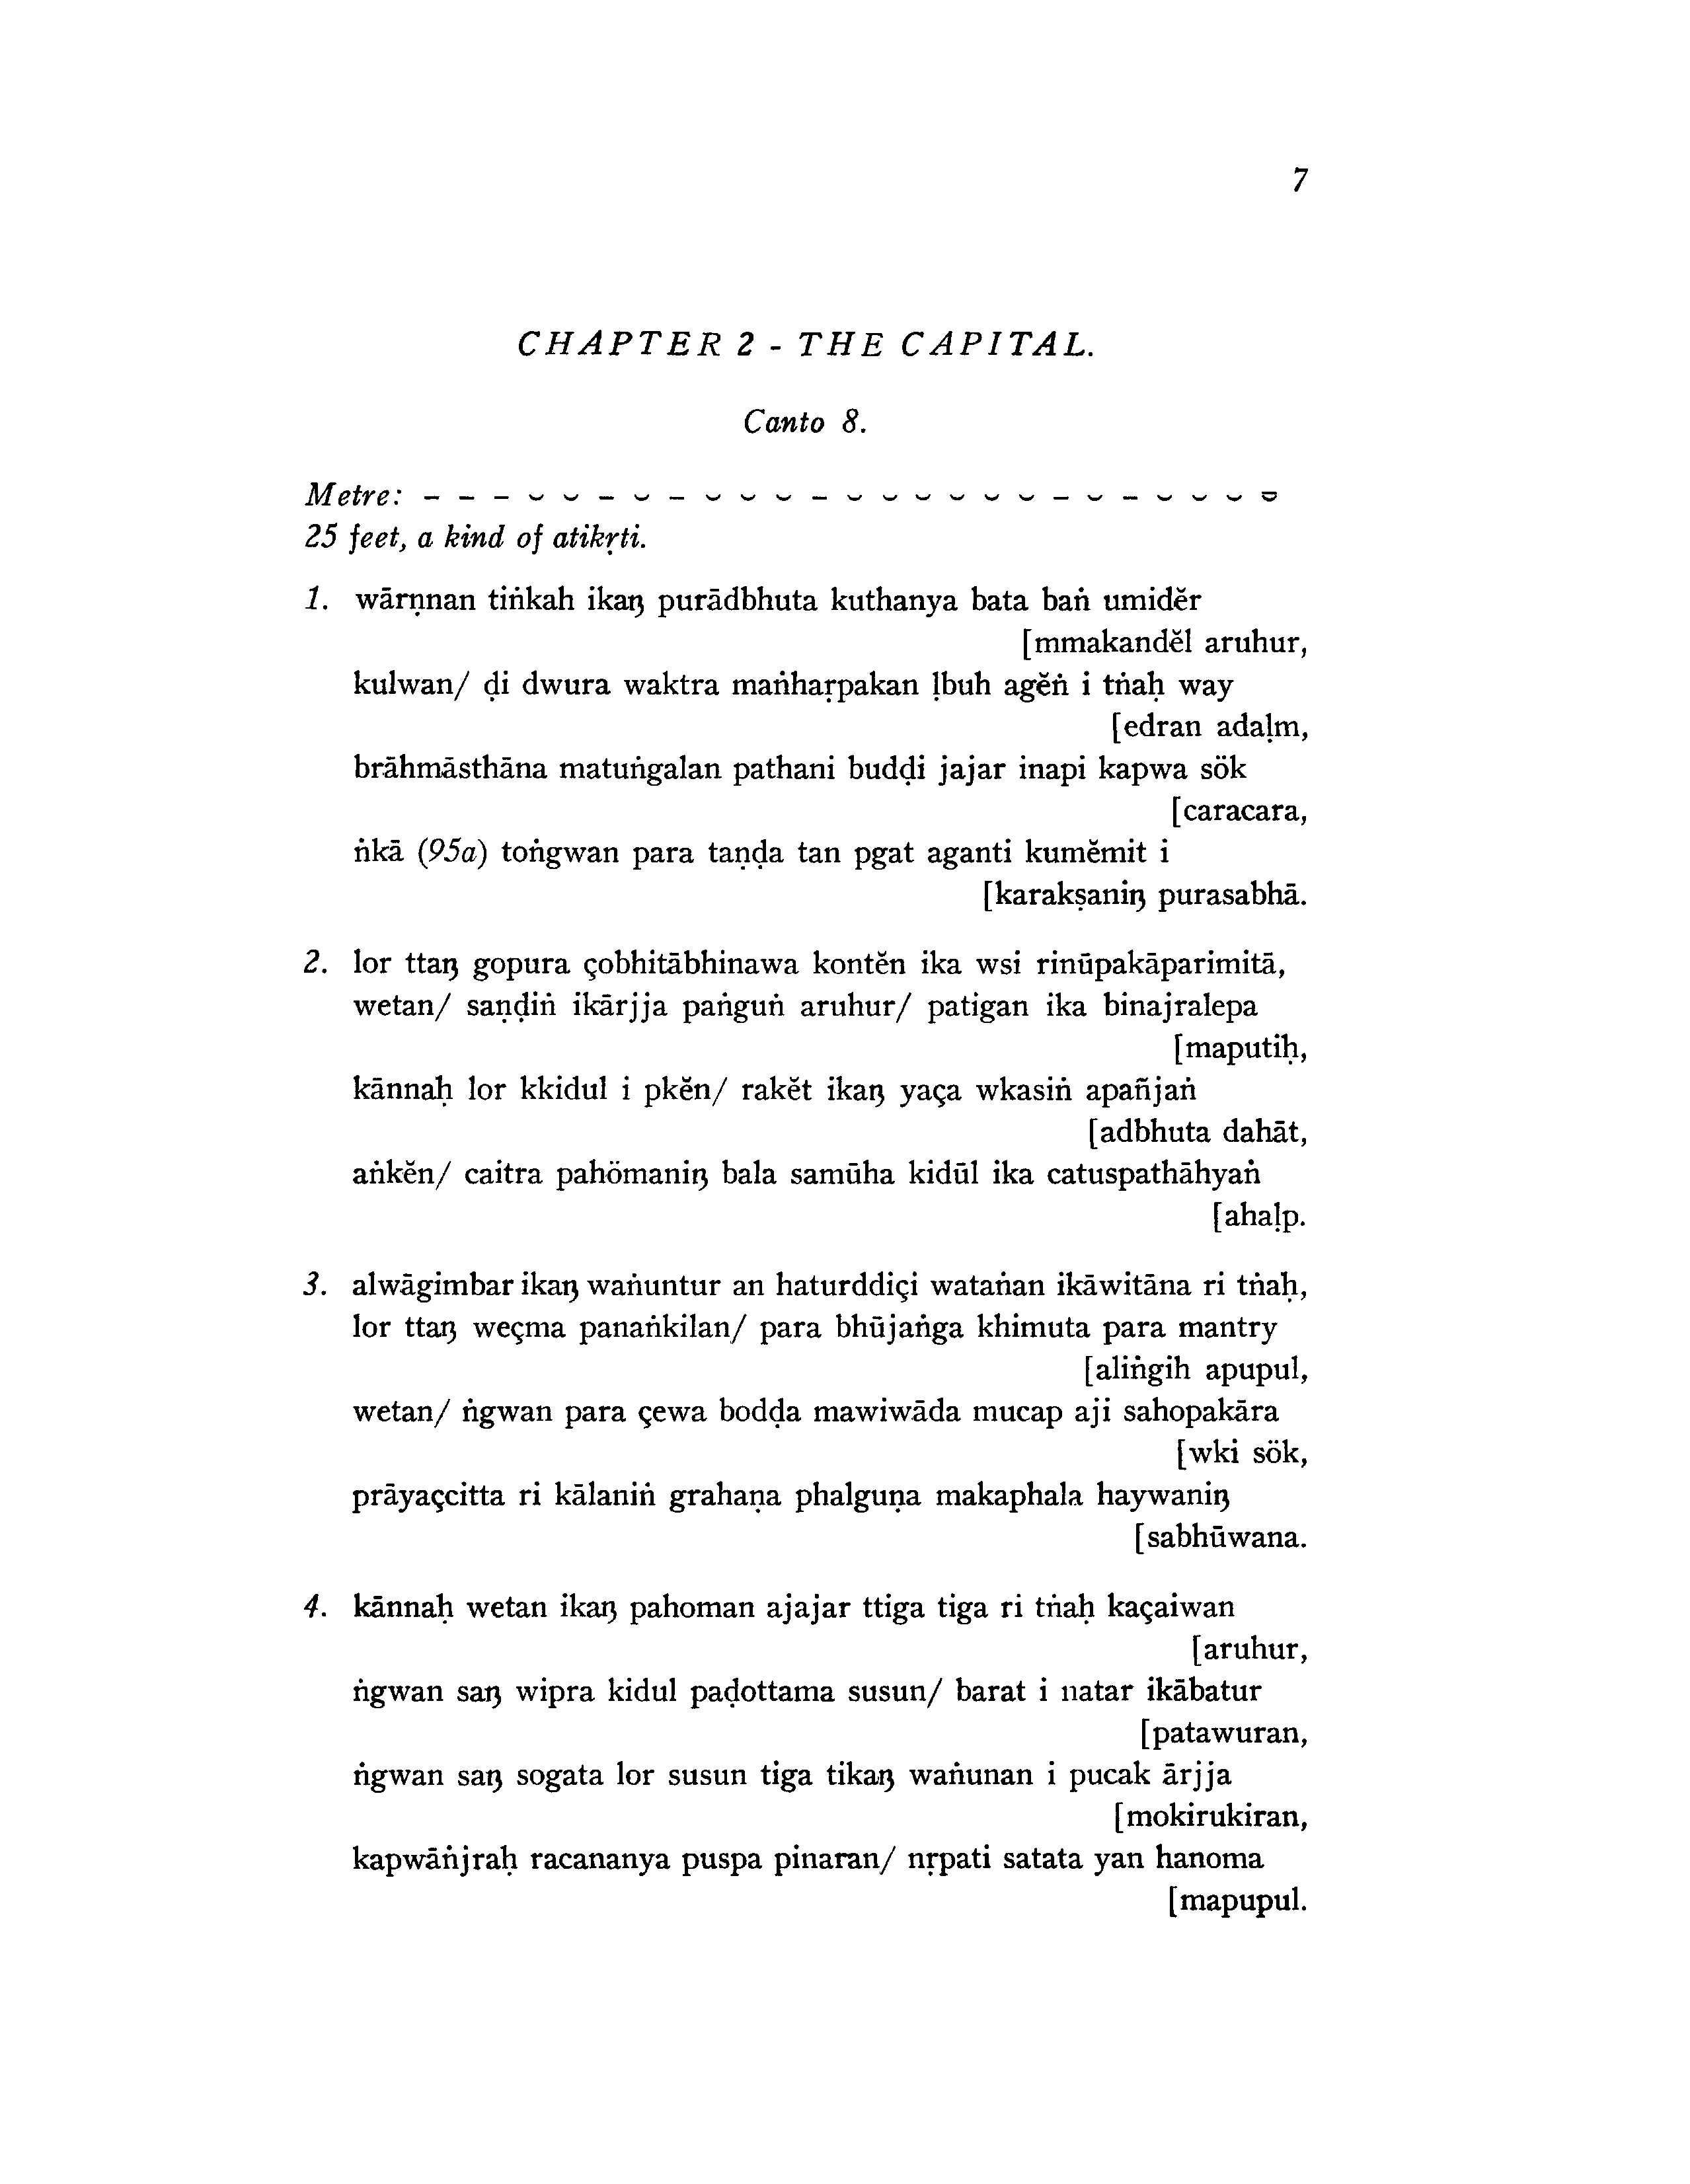 7
CHAPTER 2 - THE CAPITAL.
Canto 8.
Metre: – – – ⏑ ⏑ – ⏑ – ⏑ ⏑ ⏑ – ⏑ ⏑ ⏑ ⏑ ⏑ ⏑ – ⏑ – ⏑ ⏑ ⏑ ⏓
25 feet, a kind of atikṛti.
1. wārṇnan tiṅkah ikaŋ purādbhuta kuthanya bata baṅ umidĕr
[mmakandĕl aruhur,
kulwan/ ḍi dwura waktra maṅharpakan ḷbuh agĕṅ i tṅaḥ way
[edran adaḷm,
brāhmāsthāna matuṅgalan pathani budḍi jajar inapi kapwa sök
[caracara,
ṅkā (95a) toṅgwan para taṇḍa tan pgat aganti kumĕmit i
[karakṣaniŋ purasabhā.
2. lor ttaŋ gopura çobhitābhinawa kontĕn ika wsi rinūpakāparimitā,
wetan/ saṇḍiṅ ikārjja paṅguṅ aruhur/ patigan ika binajralepa
[maputiḥ,
kānnaḥ lor kkidul i pkĕn/ rakĕt ikaŋ yaça wkasiṅ apañjaṅ
[adbhuta dahāt,
aṅkĕn/ caitra pahömaniŋ bala samūha kidūl ika catuspathāhyaṅ
[ahaḷp.
3. alwāgimbar ikaŋ waṅuntur an haturddiçi wataṅan ikāwitāna ri tṅaḥ,
lor ttaŋ weçma panaṅkilan/ para bhūjaṅga khimuta para mantry
[aliṅgih apupul,
wetan/ ṅgwan para çewa bodḍa mawiwāda mucap aji sahopakāra
[wki sök,
prāyaçcitta ri kālaniṅ grahaṇa phalguṇa makaphala haywaniŋ
[sabhūwana.
4. kānnaḥ wetan ikaŋ pahoman ajajar ttiga tiga ri tṅaḥ kaçaiwan
[aruhur,
ṅgwan saŋ wipra kidul paḍottama susun/ barat i natar ikābatur
[patawuran,
ṅgwan saŋ sogata lor susun tiga tikaŋ waṅunan i pucak ārjja
[mokirukiran,
kapwāṅjraḥ racananya puspa pinaran/ nṛpati satata yan hanoma
[mapupul.